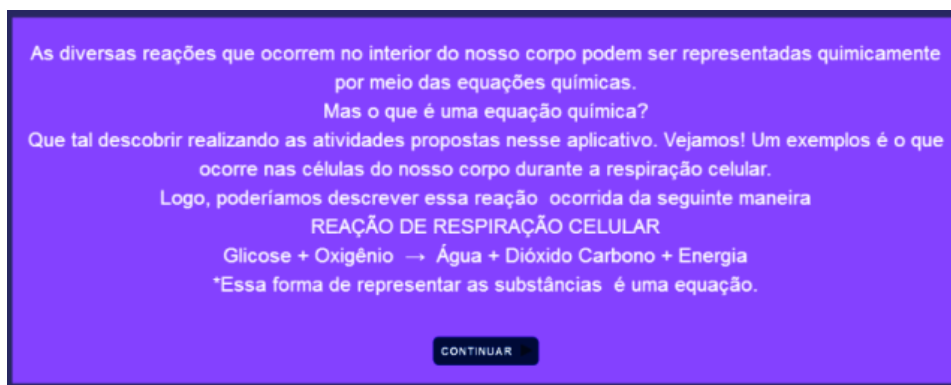 As diversas reações que ocorrem no interior do nosso corpo podem ser representadas quimicamente
por meio das equações químicas.
Mas o que é uma equação química?
Que tal descobrir realizando as atividades propostas nesse aplicativo. Vejamos! Um exemplos é o que
ocorre nas células do nosso corpo durante a respiração celular.
Logo, poderíamos descrever essa reação ocorrida da seguinte maneira
REAÇÃO DE RESPIRAÇÃO CELULAR
Glicose + Oxigênio → Água + Dióxido Carbono + Energia
*Essa forma de representar as substâncias é uma equação.
CONTINUAR